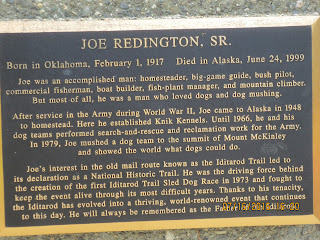 JOE REDINGTON, SR.
Born in Oklahoma, February 1, 1917 Died in Alaska, June 24, 1999
Joe was an accomplished man: homesteader, big-game guide, bush pilot,
commercial fisherman, boat builder, fish-plant manager, and mountain climber.
But most of all, he was a man who loved dogs and dog mushing.
After service in the Army during World War II, Joe came to Alaska in 1948
to homestead. Here he established Knik Kennels. Until 1966, he and his
dog teams performed search-and-rescue and reclamation work for the Army.
In 1979, Joe mushed a dog team to the summit of Mount McKinley
and showed the world what dogs could do.
Joe's interest in the old mail route known as the Iditarod Trail led to
its declaration as a National Historic Trail. He was the driving force behind
the creation of the first Iditarod Trail Sled Dog Race in 1973 and fought to
keep the event alive through its most difficult years. Thanks to his tenacity,
the Iditarod has evolved into a thriving, world-renowned event that continues
to this day. He will always be remembered as the Father of the